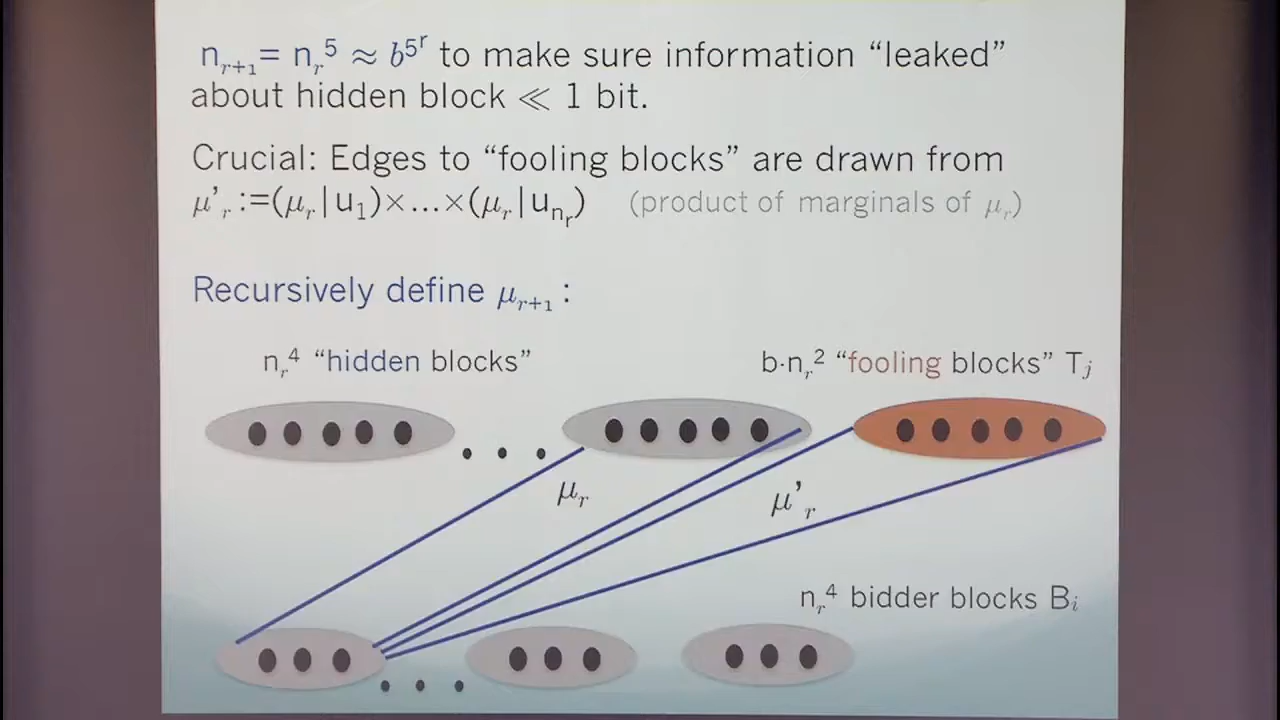 n_{r+1}= n_r^5 ≈ b^{5^r} to make sure information “leaked”
about hidden block ≪ 1 bit.
Crucial: Edges to “fooling blocks” are drawn from
μ’_r :=(μ_r|u_1)×...×(μ_r|u_{n_r}) (product of marginals of μ_r)
Recursively define μ_{r+1} :
n_r^4 “hidden blocks” b·n_r^2 “fooling blocks” T_j
μ_r μ’_r
n_r^4 bidder blocks B_i